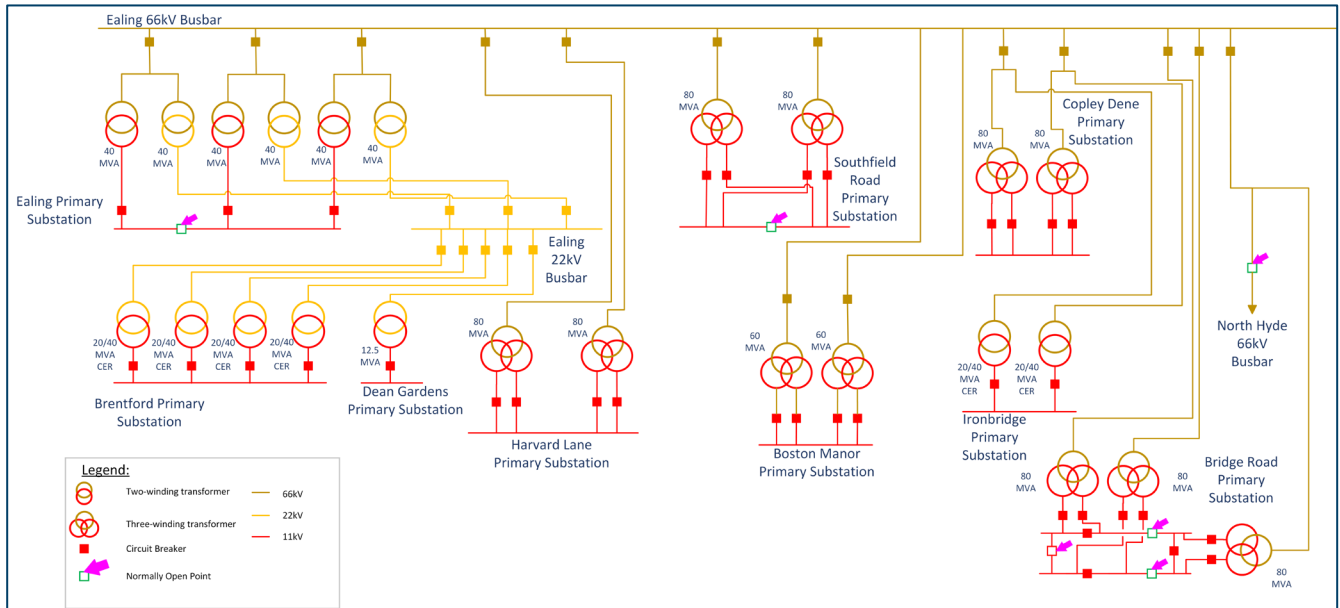 Ealing 66kV Busbar
40
MVA
40
MVA
40
MVA
40
MVA
40
MVA
40
MVA
Ealing Primary
Substation
Ealing
22kV
Busbar
20/40
MVA
CER
20/40
MVA
CER
20/40
MVA
CER
20/40
MVA
CER
Brentford Primary
Substation
12.5
MVA
Dean Gardens
Primary Substation
80
MVA
80
MVA
Harvard Lane
Primary Substation
80
MVA
80
MVA
Southfield
Road
Primary
Substation
60
MVA
60
MVA
Boston Manor
Primary Substation
Copley Dene
Primary
Substation
80
MVA
80
MVA
20/40
MVA
CER
20/40
MVA
CER
Ironbridge
Primary
Substation
North Hyde
66kV
Busbar
Bridge Road
Primary
Substation
80
MVA
80
MVA
80
MVA
Legend:
Two-winding transformer
Three-winding transformer
Circuit Breaker
Normally Open Point
66kV
22kV
11kV